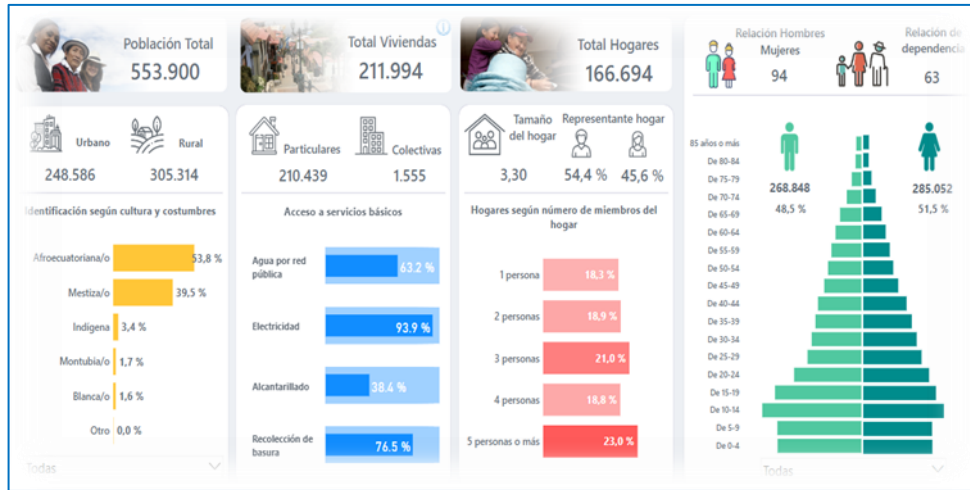 Población Total
553.900
Total Viviendas
211.994
Total Hogares
166.694
Relación Hombres
Mujeres
94
Relación de
dependencia
63
Urbano
248.586
Rural
305.314
Identificación según cultura y costumbres
Afroecuatoriana/o
53,8 %
Mestiza/o
39,5 %
Indígena
3,4 %
Montubia/o
1,7 %
Blanca/o
1,6 %
Otro
0,0 %
Todas
Particulares
210.439
Colectivas
1.555
Acceso a servicios básicos
Agua por red
pública
63.2 %
Electricidad
93.9 %
Alcantarillado
38.4 %
Recolección de
basura
76.5 %
Tamaño
del hogar
3,30
Representante hogar
54,4 %
45,6 %
Hogares según número de miembros del
hogar
1 persona
18,3 %
2 personas
18,9 %
3 personas
21,0 %
4 personas
18,8 %
5 personas o más
23,0 %
85 años o más
De 80-84
De 75-79
De 70-74
De 65-69
De 60-64
De 55-59
De 50-54
De 45-49
De 40-44
De 35-39
De 30-34
De 25-29
De 20-24
De 15-19
De 10-14
De 5-9
De 0-4
268.848
48,5 %
285.052
51,5 %
Todas